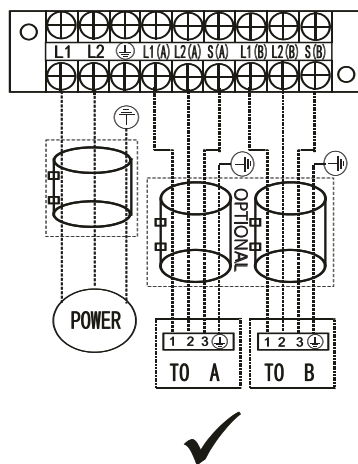 L1 L2 L1(A) L2(A) S(A) L1(B) L2(B) S(B)
OPTIONAL
POWER
1 2 3
TO A
1 2 3
TO B